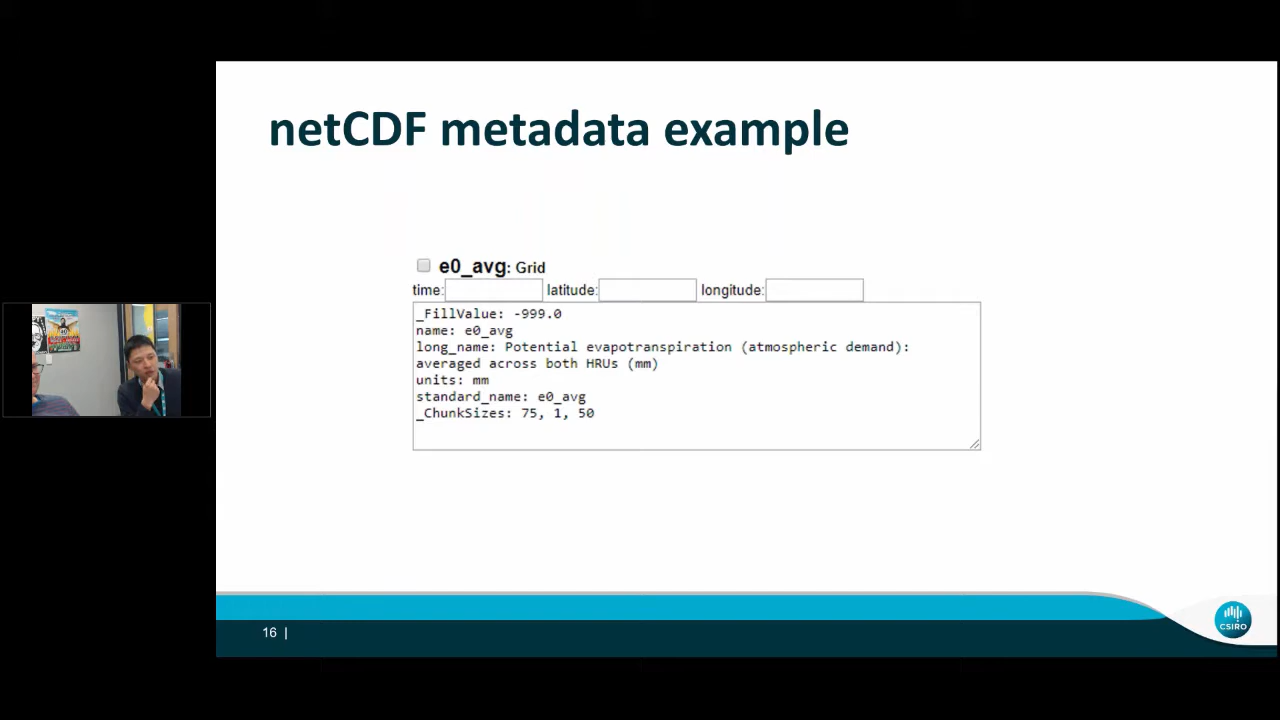 netCDF metadata example
e0_avg: Grid
time: latitude: longitude:
_FillValue: -999.0
name: e0_avg
long_name: Potential evapotranspiration (atmospheric demand):
averaged across both HRUs (mm)
units: mm
standard_name: e0_avg
_ChunkSizes: 75, 1, 50
16 |
CSIRO